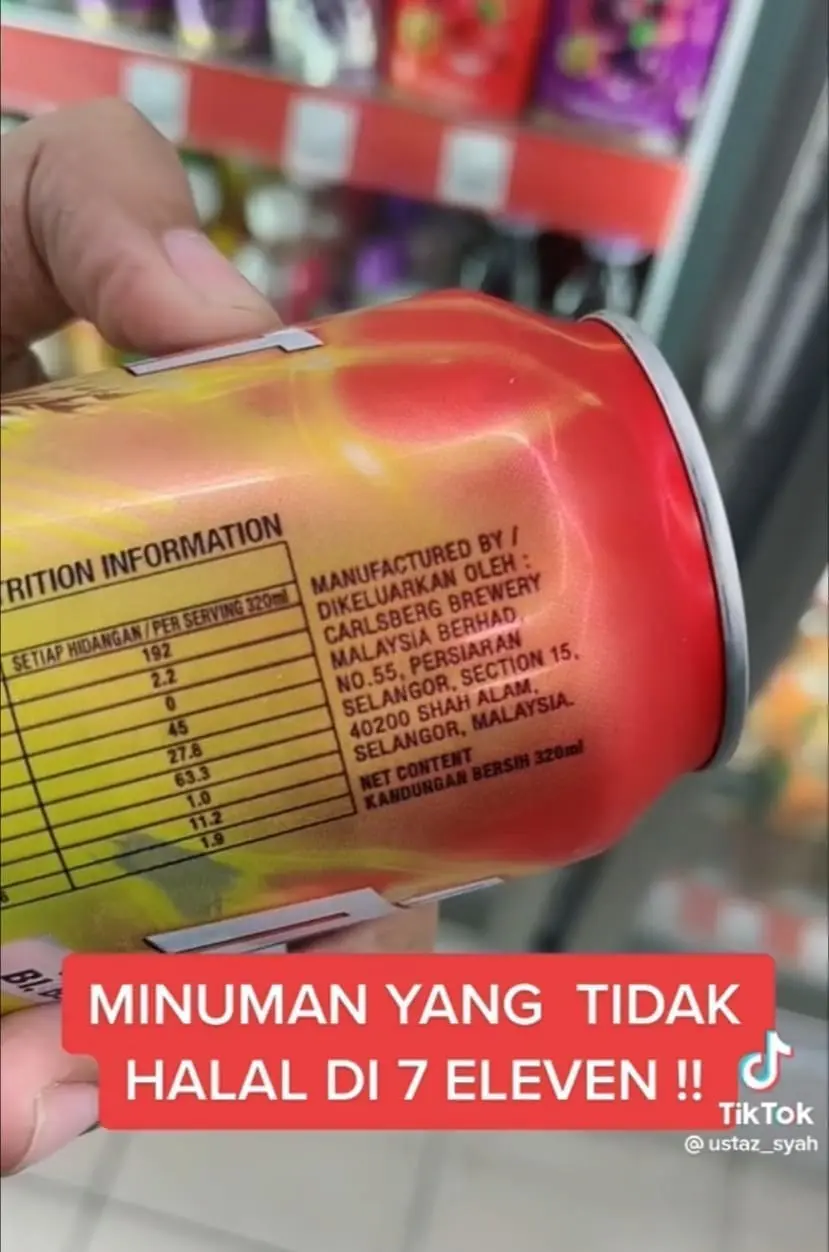 TRITION INFORMATION
SETIAP HIDANGAN / PER SERVING 320ml
192
2.2
0
45
27.8
63.3
1.0
11.2
1.9
MANUFACTURED BY /
DIKELUARKAN OLEH :
CARLSBERG BREWERY
MALAYSIA BERHAD,
NO.55, PERSIARAN
SELANGOR, SECTION 15,
40200 SHAH ALAM,
SELANGOR, MALAYSIA.
NET CONTENT
KANDUNGAN BERSIH 320ml
MINUMAN YANG TIDAK
HALAL DI 7 ELEVEN !!
TikTok
@ustaz_syah